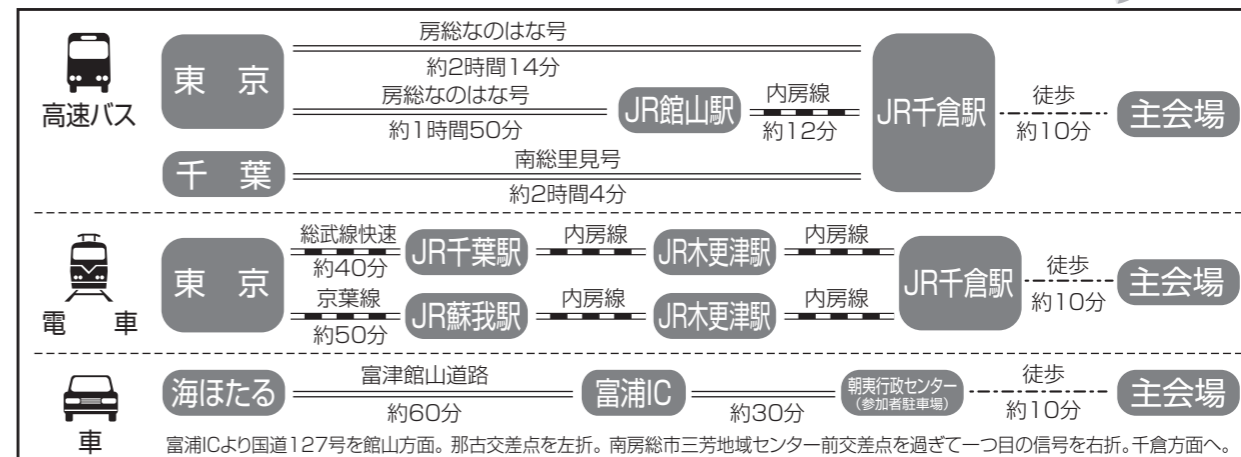 房総なのはな号
東　京
約2時間14分
房総なのはな号
JR館山駅
内房線
JR千倉駅
徒歩
主会場
高速バス
約1時間50分
約12分
約10分
南総里見号
千　葉
約2時間4分
総武線快速
JR千葉駅
内房線
JR木更津駅
内房線
約40分
東　京
JR千倉駅
徒歩
主会場
京葉線
JR蘇我駅
内房線
JR木更津駅
内房線
約10分
約50分
電　車
海ほたる
富津館山道路
富浦IC
朝夷行政センター
（参加者駐車場）
徒歩
主会場
約60分
約30分
約10分
車
富浦ICより国道127号を館山方面。那古交差点を左折。南房総市三芳地域センター前交差点を過ぎて一つ目の信号を右折。千倉方面へ。